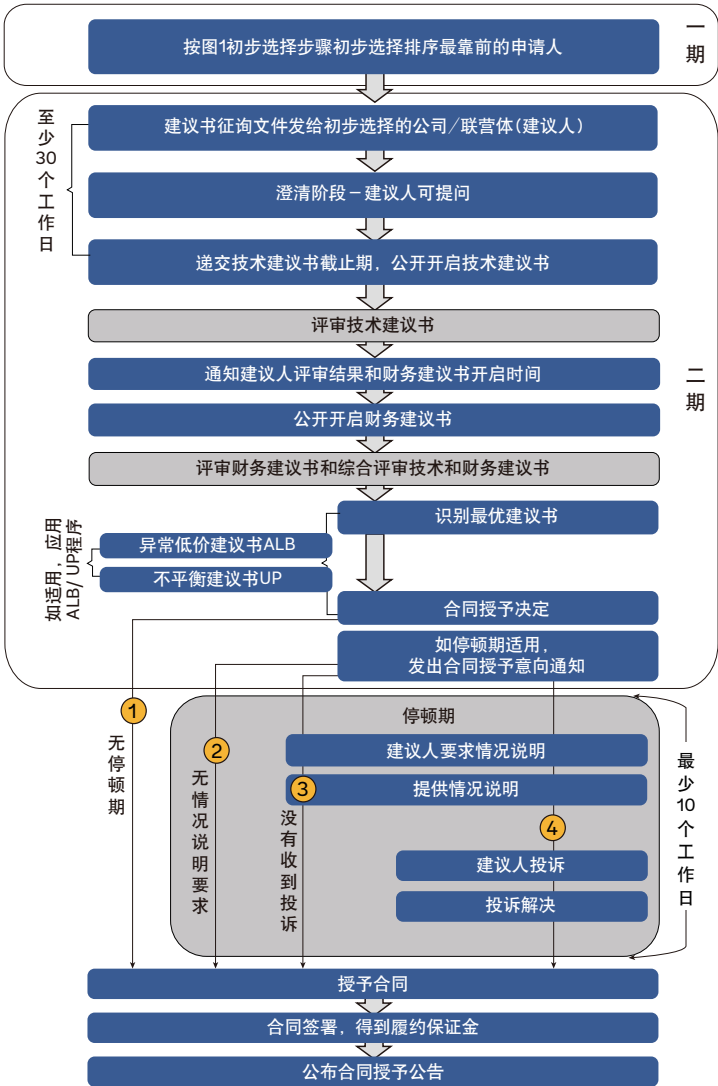 按图1初步选择步骤初步选择排序最靠前的申请人
一期
至少30个工作日
建议书征询文件发给初步选择的公司/联营体(建议人)
澄清阶段－建议人可提问
递交技术建议书截止期，公开开启技术建议书
评审技术建议书
通知建议人评审结果和财务建议书开启时间
公开开启财务建议书
评审财务建议书和综合评审技术和财务建议书
二期
识别最优建议书
如适用，应用
ALB/ UP程序
异常低价建议书ALB
不平衡建议书UP
合同授予决定
如停顿期适用，
发出合同授予意向通知
1
无停顿期
2
无情况说明要求
停顿期
建议人要求情况说明
3
提供情况说明
没有收到投诉
4
建议人投诉
投诉解决
最少10个工作日
授予合同
合同签署，得到履约保证金
公布合同授予公告